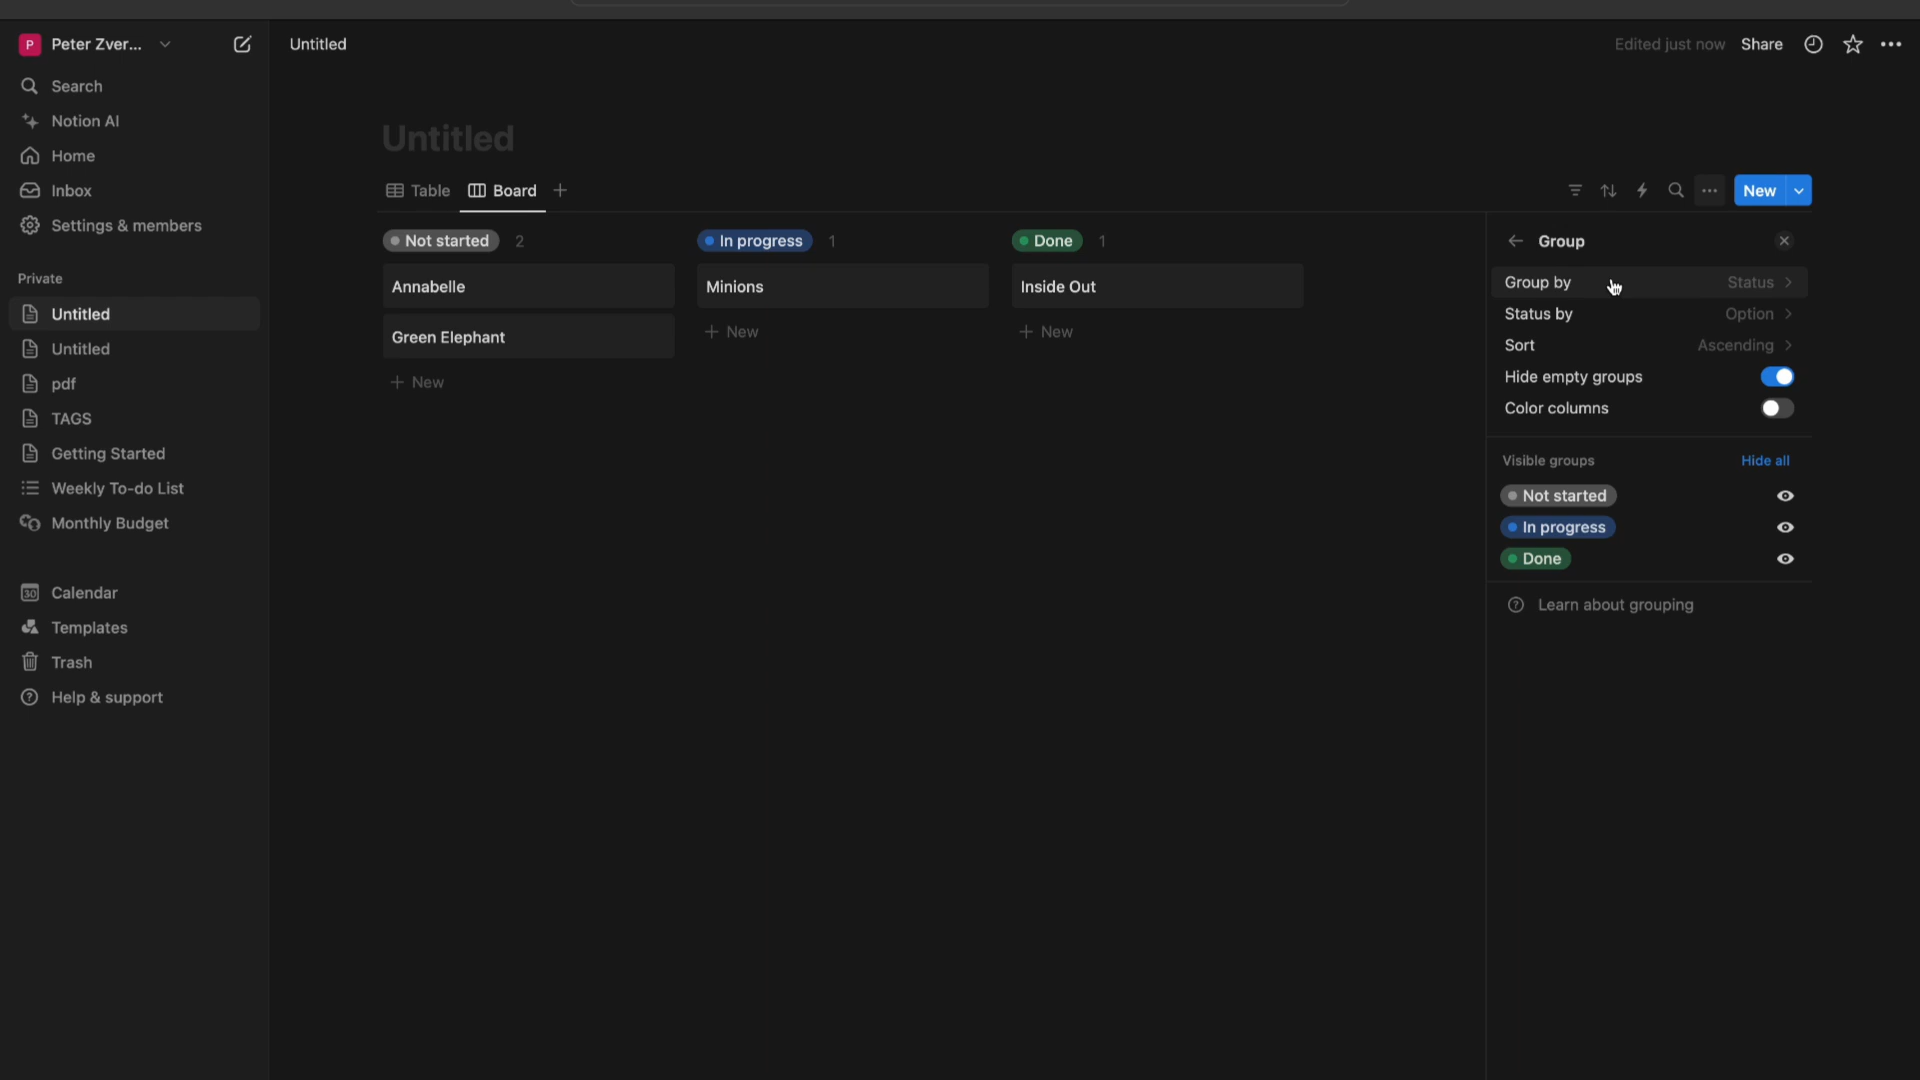 P Peter Zver...
Search
Notion AI
Home
Inbox
Settings & members
Private
Untitled
Untitled
pdf
TAGS
Getting Started
Weekly To-do List
Monthly Budget
30 Calendar
Templates
Trash
Help & support
Untitled
Edited just now Share
Untitled
Table Board
New
Not started 2
Annabelle
Green Elephant
New
In progress 1
Minions
New
Done 1
Inside Out
New
Group
Group by Status
Status by Option
Sort Ascending
Hide empty groups
Color columns
Visible groups Hide all
Not started
In progress
Done
Learn about grouping